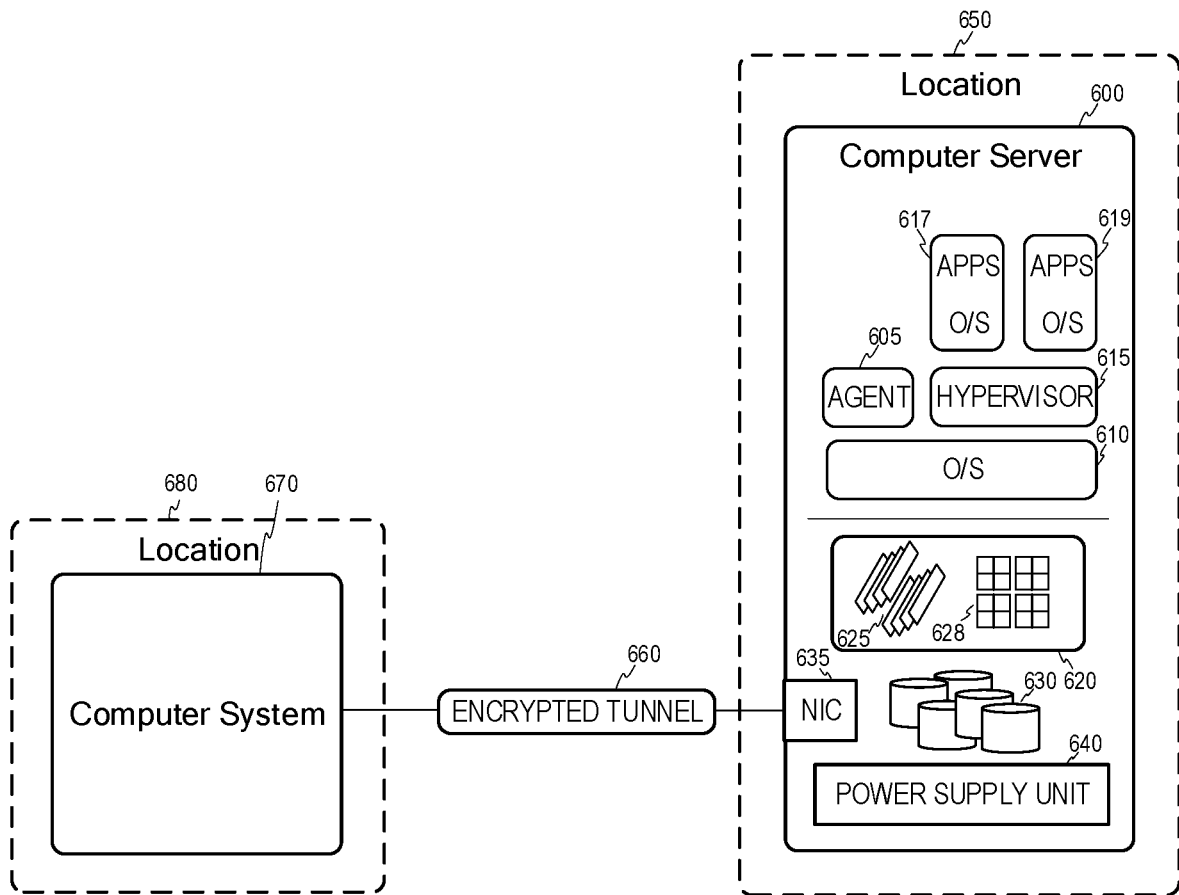 650
Location
600
Computer Server
617
619
APPS
O/S
APPS
O/S
605
615
AGENT
HYPERVISOR
610
O/S
680
670
Location
Computer System
625
628
620
660
ENCRYPTED TUNNEL
635
NIC
630
640
POWER SUPPLY UNIT